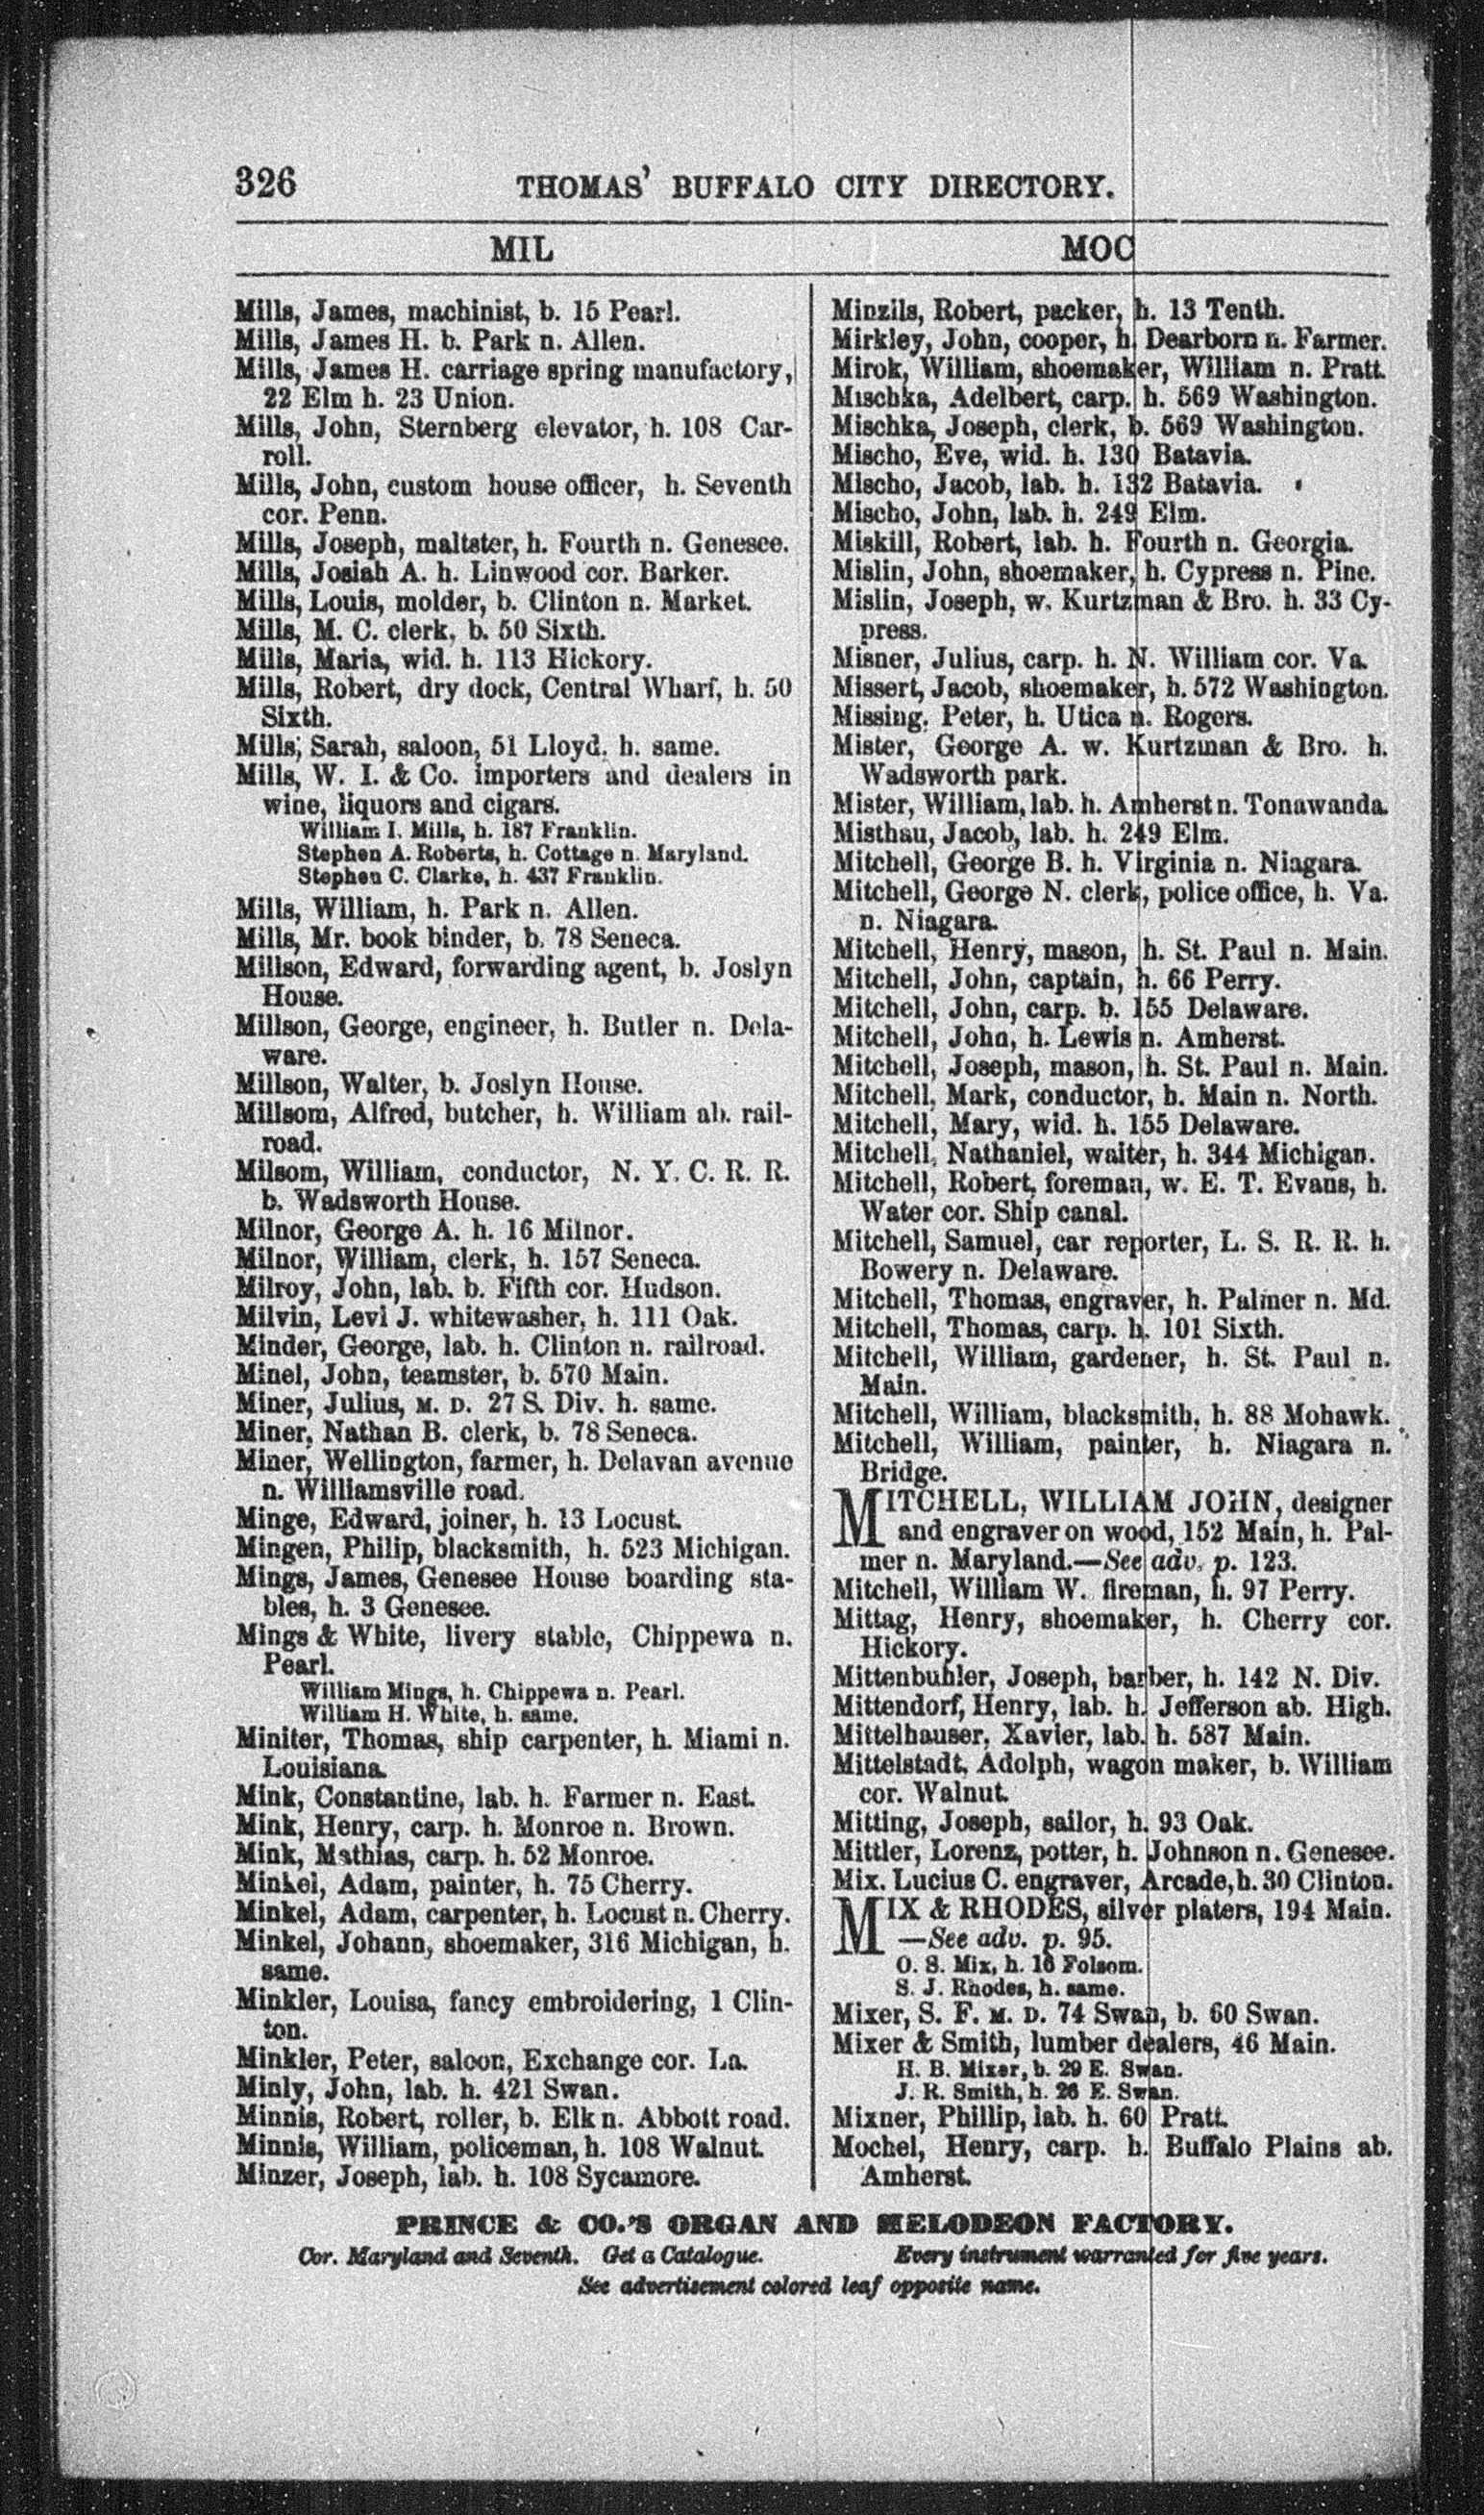 326 THOMAS' BUFFALO CITY DIRECTORY.
MIL MOC
Mills, James, machinist, b. 15 Pearl.
Mills, James H. b. Park n. Allen.
Mills, James H. carriage spring manufactory,
22 Elm h. 23 Union.
Mills, John, Sternberg elevator, h. 108 Car-
roll.
Mills, John, custom house officer, h. Seventh
cor. Penn.
Mills, Joseph, maltster, h. Fourth n. Genesee.
Mills, Josiah A. h. Linwood cor. Barker.
Mills, Louis, molder, b. Clinton n. Market.
Mills, M. C. clerk, b. 50 Sixth.
Mills, Maria, wid. h. 113 Hickory.
Mills, Robert, dry dock, Central Wharf, h. 50
Sixth.
Mills, Sarah, saloon, 51 Lloyd, h. same.
Mills, W. I. & Co. importers and dealers in
wine, liquors and cigars.
William I. Mills, h. 187 Franklin.
Stephen A. Roberts, h. Cottage n. Maryland.
Stephen C. Clarke, h. 437 Franklin.
Mills, William, h. Park n. Allen.
Mills, Mr. book binder, b. 78 Seneca.
Millson, Edward, forwarding agent, b. Joslyn
House.
Millson, George, engineer, h. Butler n. Dela-
ware.
Millson, Walter, b. Joslyn House.
Millsom, Alfred, butcher, h. William ab. rail-
road.
Milsom, William, conductor, N. Y. C. R. R.
b. Wadsworth House.
Milnor, George A. h. 16 Milnor.
Milnor, William, clerk, h. 157 Seneca.
Milroy, John, lab. b. Fifth cor. Hudson.
Milvin, Levi J. whitewasher, h. 111 Oak.
Minder, George, lab. h. Clinton n. railroad.
Minel, John, teamster, b. 570 Main.
Miner, Julius, M. D. 27 S. Div. h. same.
Miner, Nathan B. clerk, b. 78 Seneca.
Miner, Wellington, farmer, h. Delavan avenue
n. Williamsville road.
Minge, Edward, joiner, h. 13 Locust.
Mingen, Philip, blacksmith, h. 523 Michigan.
Mings, James, Genesee House boarding sta-
bles, h. 3 Genesee.
Mings & White, livery stable, Chippewa n.
Pearl.
William Mings, h. Chippewa n. Pearl.
William H. White, h. same.
Miniter, Thomas, ship carpenter, h. Miami n.
Louisiana.
Mink, Constantine, lab. h. Farmer n. East.
Mink, Henry, carp. h. Monroe n. Brown.
Mink, Mathias, carp. h. 52 Monroe.
Minkel, Adam, painter, h. 75 Cherry.
Minkel, Adam, carpenter, h. Locust n. Cherry.
Minkel, Johann, shoemaker, 316 Michigan, h.
same.
Minkler, Louisa, fancy embroidering, 1 Clin-
ton.
Minkler, Peter, saloon, Exchange cor. La.
Minly, John, lab. h. 421 Swan.
Minnis, Robert, roller, b. Elk n. Abbott road.
Minnis, William, policeman, h. 108 Walnut.
Minzer, Joseph, lab. h. 108 Sycamore.
Minzils, Robert, packer, h. 13 Tenth.
Mirkley, John, cooper, h. Dearborn n. Farmer.
Mirok, William, shoemaker, William n. Pratt.
Mischka, Adelbert, carp. h. 569 Washington.
Mischka, Joseph, clerk, b. 569 Washington.
Mischo, Eve, wid. h. 130 Batavia.
Mischo, Jacob, lab. h. 132 Batavia.
Mischo, John, lab. h. 249 Elm.
Miskill, Robert, lab. h. Fourth n. Georgia.
Mislin, John, shoemaker, h. Cypress n. Pine.
Mislin, Joseph, w. Kurtzman & Bro. h. 33 Cy-
press.
Misner, Julius, carp. h. N. William cor. Va.
Missert, Jacob, shoemaker, h. 572 Washington.
Missing, Peter, h. Utica n. Rogers.
Mister, George A. w. Kurtzman & Bro. h.
Wadsworth park.
Mister, William, lab. h. Amherst n. Tonawanda.
Misthau, Jacob, lab. h. 249 Elm.
Mitchell, George B. h. Virginia n. Niagara.
Mitchell, George N. clerk, police office, h. Va.
n. Niagara.
Mitchell, Henry, mason, h. St. Paul n. Main.
Mitchell, John, captain, h. 66 Perry.
Mitchell, John, carp. b. 155 Delaware.
Mitchell, John, h. Lewis n. Amherst.
Mitchell, Joseph, mason, h. St. Paul n. Main.
Mitchell, Mark, conductor, b. Main n. North.
Mitchell, Mary, wid. h. 155 Delaware.
Mitchell, Nathaniel, waiter, h. 344 Michigan.
Mitchell, Robert, foreman, w. E. T. Evans, h.
Water cor. Ship canal.
Mitchell, Samuel, car reporter, L. S. R. R. h.
Bowery n. Delaware.
Mitchell, Thomas, engraver, h. Palmer n. Md.
Mitchell, Thomas, carp. h. 101 Sixth.
Mitchell, William, gardener, h. St. Paul n.
Main.
Mitchell, William, blacksmith, h. 88 Mohawk.
Mitchell, William, painter, h. Niagara n.
Bridge.
MITCHELL, WILLIAM JOHN, designer
and engraver on wood, 152 Main, h. Pal-
mer n. Maryland.—See adv. p. 123.
Mitchell, William W. fireman, h. 97 Perry.
Mittag, Henry, shoemaker, h. Cherry cor.
Hickory.
Mittenbuhler, Joseph, barber, h. 142 N. Div.
Mittendorf, Henry, lab. h. Jefferson ab. High.
Mittelhauser, Xavier, lab. h. 587 Main.
Mittelstadt, Adolph, wagon maker, b. William
cor. Walnut.
Mitting, Joseph, sailor, h. 93 Oak.
Mittler, Lorenz, potter, h. Johnson n. Genesee.
Mix, Lucius C. engraver, Arcade, h. 30 Clinton.
MIX & RHODES, silver platers, 194 Main.
—See adv. p. 95.
O. S. Mix, h. 16 Folsom.
S. J. Rhodes, h. same.
Mixer, S. F. M. D. 74 Swan, b. 60 Swan.
Mixer & Smith, lumber dealers, 46 Main.
H. B. Mixer, b. 29 E. Swan.
J. R. Smith, h. 26 E. Swan.
Mixner, Phillip, lab. h. 60 Pratt.
Mochel, Henry, carp. h. Buffalo Plains ab.
Amherst.
PRINCE & CO.'S ORGAN AND MELODEON FACTORY.
Cor. Maryland and Seventh. Get a Catalogue. Every instrument warranted for five years.
See advertisement colored leaf opposite name.